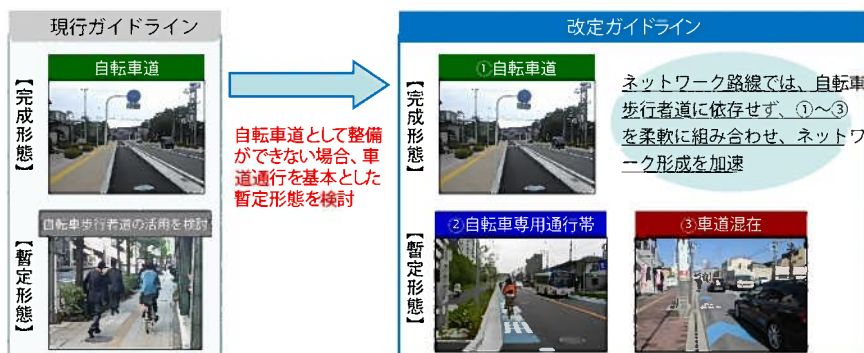 現行ガイドライン
【完成形態】
自転車道
自転車歩行者道の活用を検討
【暫定形態】
自転車道として整備
ができない場合、車
道通行を基本とした
暫定形態を検討
改定ガイドライン
【完成形態】
①自転車道
ネットワーク路線では、自転車
歩行者道に依存せず、①～③
を柔軟に組み合わせ、ネットワ
ーク形成を加速
【暫定形態】
②自転車専用通行帯
③車道混在